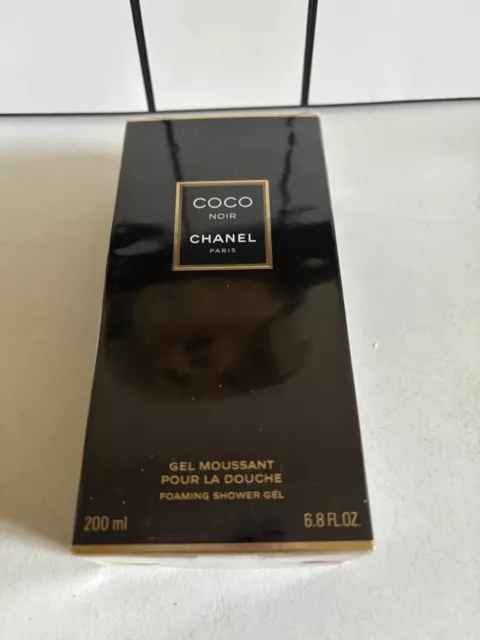 COCO
NOIR
CHANEL
PARIS
GEL MOUSSANT
POUR LA DOUCHE
FOAMING SHOWER GEL
200 ml 6.8 FL.OZ.